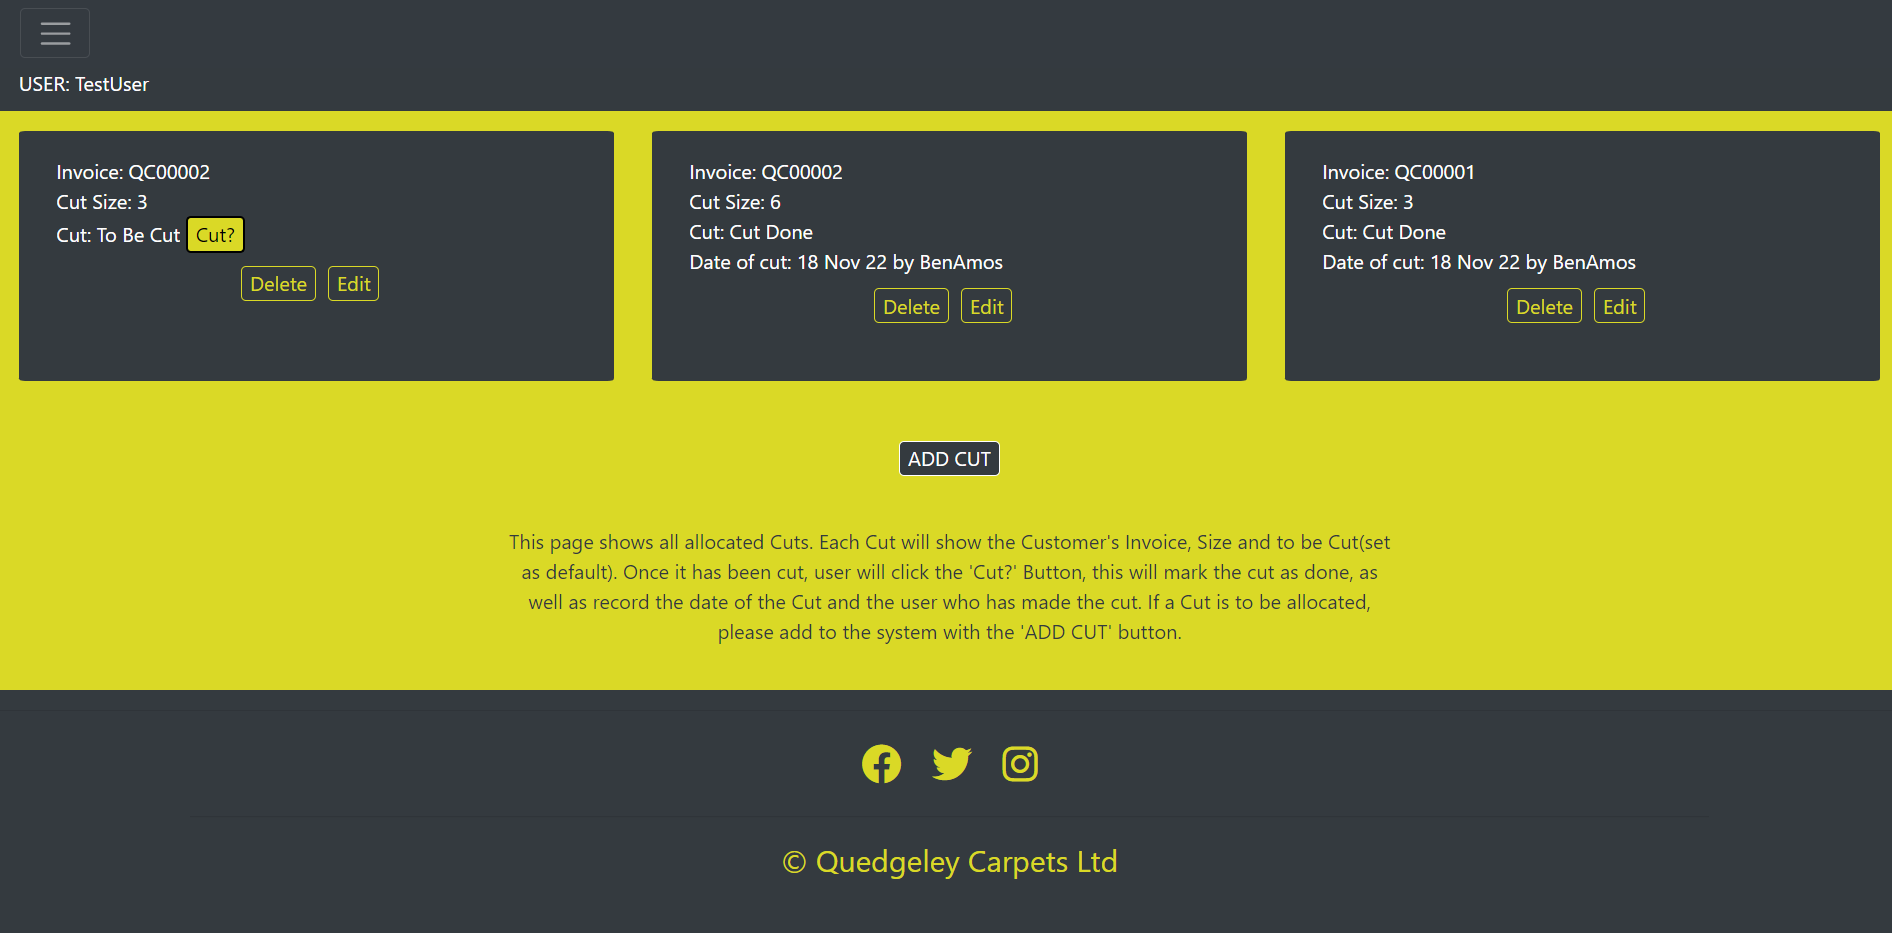 USER: TestUser
Invoice: QC00002
Cut Size: 3
Cut: To Be Cut Cut?
Delete Edit
Invoice: QC00002
Cut Size: 6
Cut: Cut Done
Date of cut: 18 Nov 22 by BenAmos
Delete Edit
Invoice: QC00001
Cut Size: 3
Cut: Cut Done
Date of cut: 18 Nov 22 by BenAmos
Delete Edit
ADD CUT
This page shows all allocated Cuts. Each Cut will show the Customer's Invoice, Size and to be Cut(set
as default). Once it has been cut, user will click the 'Cut?' Button, this will mark the cut as done, as
well as record the date of the Cut and the user who has made the cut. If a Cut is to be allocated,
please add to the system with the 'ADD CUT' button.
© Quedgeley Carpets Ltd